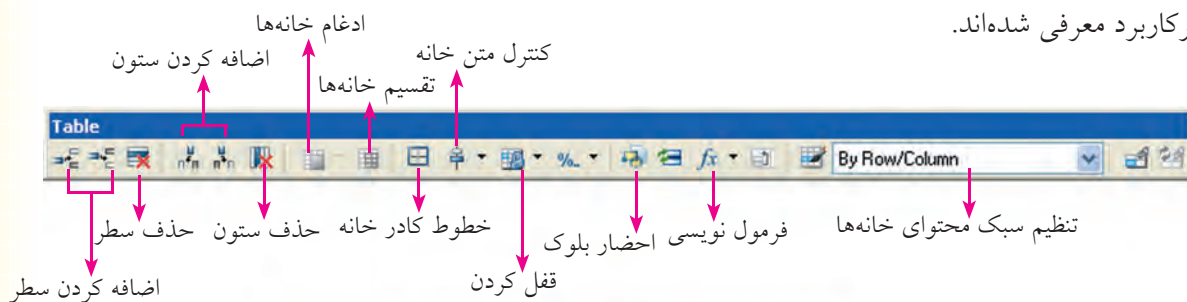 رکاربرد معرفی شده‌اند.
ادغام خانه‌ها
اضافه کردن ستون
کنترل متن خانه
تقسیم خانه‌ها
Table
%..
fx
By Row/Column
تنظیم سبک محتوای خانه‌ها
فرمول نویسی
احضار بلوک
خطوط کادر خانه
حذف ستون
حذف سطر
قفل کردن
اضافه کردن سطر